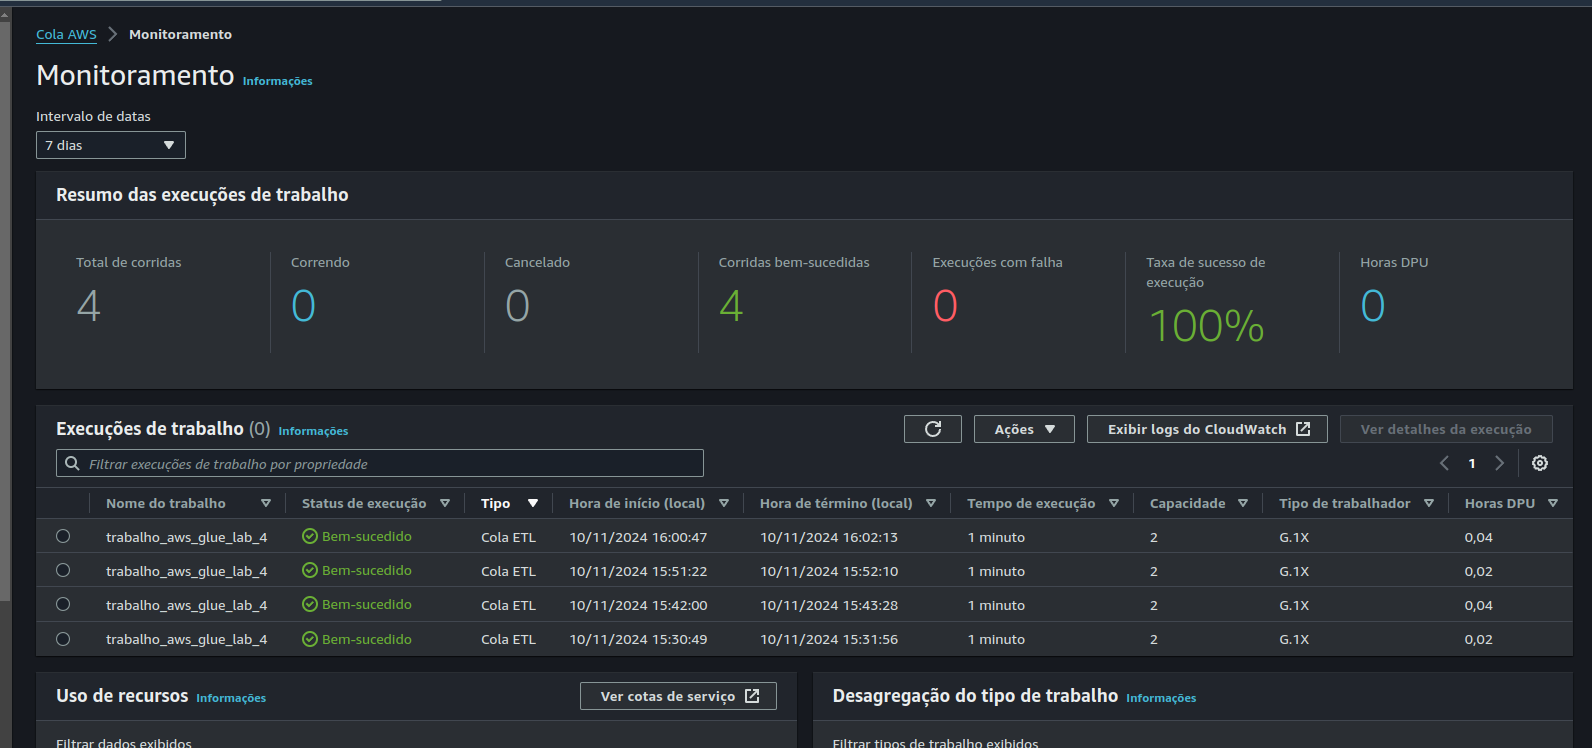 Cola AWS > Monitoramento
Monitoramento Informações
Intervalo de datas
7 dias
Resumo das execuções de trabalho
Total de corridas
4
Correndo
0
Cancelado
0
Corridas bem-sucedidas
4
Execuções com falha
0
Taxa de sucesso de
execução
100%
Horas DPU
0
Execuções de trabalho (0) Informações
Ações
Exibir logs do CloudWatch
Ver detalhes da execução
Filtrar execuções de trabalho por propriedade
1
Nome do trabalho Status de execução Tipo Hora de início (local) Hora de término (local) Tempo de execução Capacidade Tipo de trabalhador Horas DPU
trabalho_aws_glue_lab_4 Bem-sucedido Cola ETL 10/11/2024 16:00:47 10/11/2024 16:02:13 1 minuto 2 G.1X 0,04
trabalho_aws_glue_lab_4 Bem-sucedido Cola ETL 10/11/2024 15:51:22 10/11/2024 15:52:10 1 minuto 2 G.1X 0,02
trabalho_aws_glue_lab_4 Bem-sucedido Cola ETL 10/11/2024 15:42:00 10/11/2024 15:43:28 1 minuto 2 G.1X 0,04
trabalho_aws_glue_lab_4 Bem-sucedido Cola ETL 10/11/2024 15:30:49 10/11/2024 15:31:56 1 minuto 2 G.1X 0,02
Uso de recursos Informações
Ver cotas de serviço
Filtrar dados exibidos
Desagregação do tipo de trabalho Informações
Filtrar tipos de trabalho exibidos